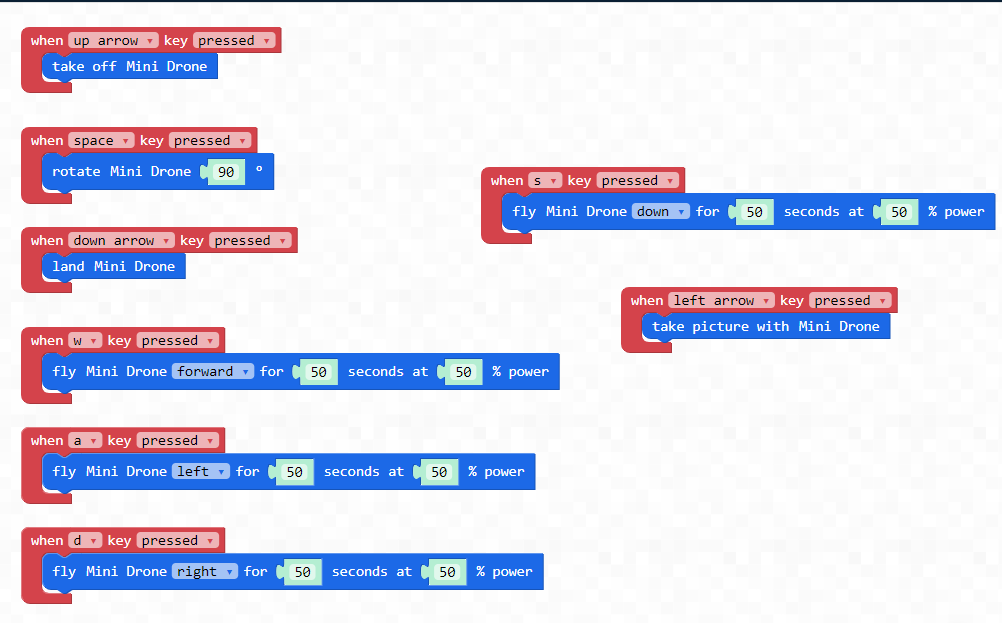 when up arrow key pressed
take off Mini Drone
when space key pressed
rotate Mini Drone 90 º
when down arrow key pressed
land Mini Drone
when w key pressed
fly Mini Drone forward for 50 seconds at 50 % power
when a key pressed
fly Mini Drone left for 50 seconds at 50 % power
when d key pressed
fly Mini Drone right for 50 seconds at 50 % power
when s key pressed
fly Mini Drone down for 50 seconds at 50 % power
when left arrow key pressed
take picture with Mini Drone